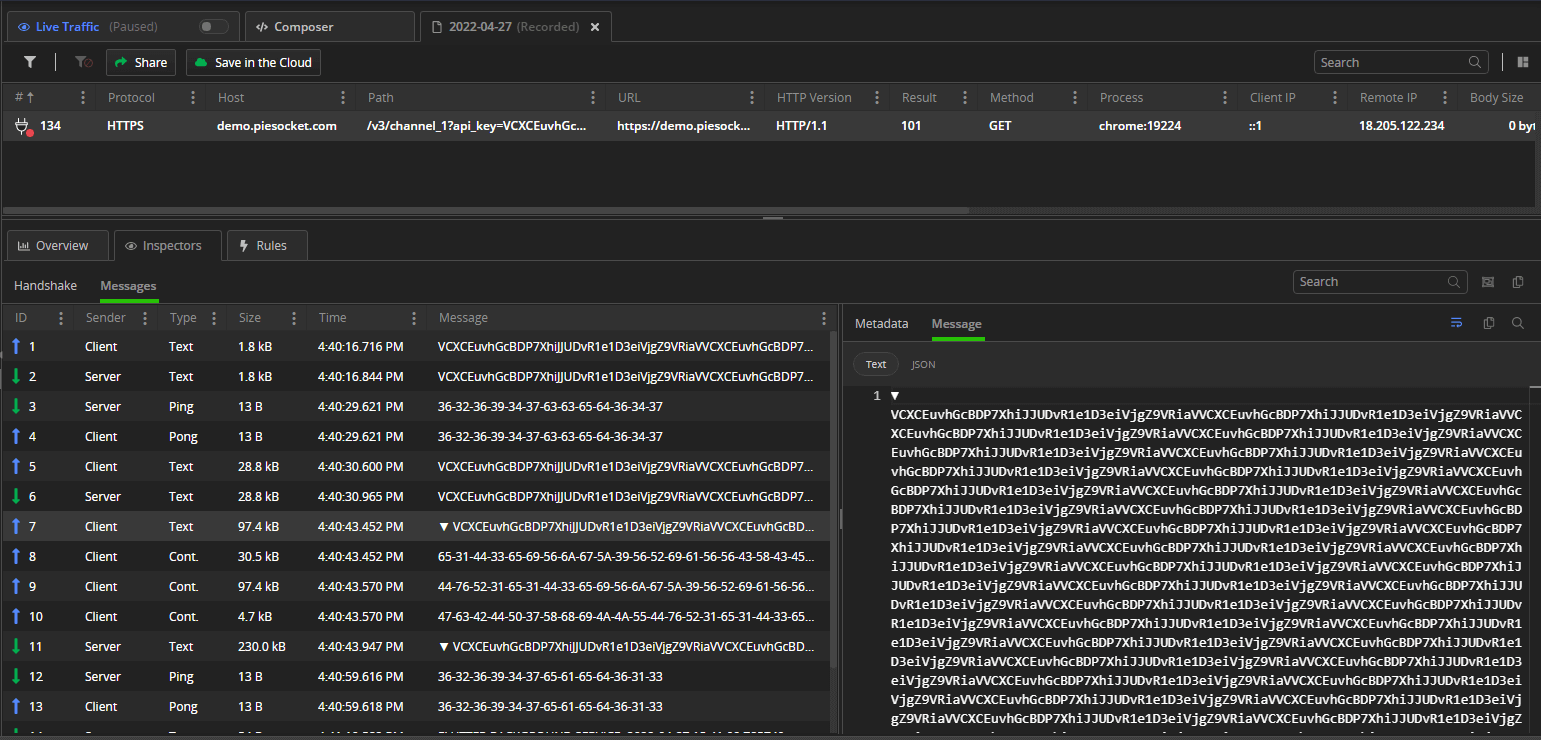 Live Traffic (Paused)
Composer
2022-04-27 (Recorded)
Share
Save in the Cloud
Search
# Protocol Host Path URL HTTP Version Result Method Process Client IP Remote IP Body Size
134 HTTPS demo.piesocket.com /v3/channel_1?api_key=VCXCEuvhGc... https://demo.piesock... HTTP/1.1 101 GET chrome:19224 ::1 18.205.122.234 0 byt
Overview
Inspectors
Rules
Handshake
Messages
Search
ID Sender Type Size Time Message
1 Client Text 1.8 kB 4:40:16.716 PM VCXCEuvhGcBDP7XhiJJUDvR1e1D3eiVjgZ9VRiaVVCXCEuvhGcBDP7...
2 Server Text 1.8 kB 4:40:16.844 PM VCXCEuvhGcBDP7XhiJJUDvR1e1D3eiVjgZ9VRiaVVCXCEuvhGcBDP7...
3 Server Ping 13 B 4:40:29.621 PM 36-32-36-39-34-37-63-63-65-64-36-34-37
4 Client Pong 13 B 4:40:29.621 PM 36-32-36-39-34-37-63-63-65-64-36-34-37
5 Client Text 28.8 kB 4:40:30.600 PM VCXCEuvhGcBDP7XhiJJUDvR1e1D3eiVjgZ9VRiaVVCXCEuvhGcBDP7...
6 Server Text 28.8 kB 4:40:30.965 PM VCXCEuvhGcBDP7XhiJJUDvR1e1D3eiVjgZ9VRiaVVCXCEuvhGcBDP7...
7 Client Text 97.4 kB 4:40:43.452 PM ▼ VCXCEuvhGcBDP7XhiJJUDvR1e1D3eiVjgZ9VRiaVVCXCEuvhGcBD...
8 Client Cont. 30.5 kB 4:40:43.452 PM 65-31-44-33-65-69-56-6A-67-5A-39-56-52-69-61-56-56-43-58-43-45...
9 Client Cont. 97.4 kB 4:40:43.570 PM 44-76-52-31-65-31-44-33-65-69-56-6A-67-5A-39-56-52-69-61-56-56...
10 Client Cont. 4.7 kB 4:40:43.570 PM 47-63-42-44-50-37-58-68-69-4A-4A-55-44-76-52-31-65-31-44-33-65...
11 Server Text 230.0 kB 4:40:43.947 PM ▼ VCXCEuvhGcBDP7XhiJJUDvR1e1D3eiVjgZ9VRiaVVCXCEuvhGcBD...
12 Server Ping 13 B 4:40:59.616 PM 36-32-36-39-34-37-65-61-65-64-36-31-33
13 Client Pong 13 B 4:40:59.618 PM 36-32-36-39-34-37-65-61-65-64-36-31-33
Metadata
Message
Text
JSON
1 ▼
VCXCEuvhGcBDP7XhiJJUDvR1e1D3eiVjgZ9VRiaVVCXCEuvhGcBDP7XhiJJUDvR1e1D3eiVjgZ9VRiaVVC
XCEuvhGcBDP7XhiJJUDvR1e1D3eiVjgZ9VRiaVVCXCEuvhGcBDP7XhiJJUDvR1e1D3eiVjgZ9VRiaVVCXC
EuvhGcBDP7XhiJJUDvR1e1D3eiVjgZ9VRiaVVCXCEuvhGcBDP7XhiJJUDvR1e1D3eiVjgZ9VRiaVVCXCEu
vhGcBDP7XhiJJUDvR1e1D3eiVjgZ9VRiaVVCXCEuvhGcBDP7XhiJJUDvR1e1D3eiVjgZ9VRiaVVCXCEuvh
GcBDP7XhiJJUDvR1e1D3eiVjgZ9VRiaVVCXCEuvhGcBDP7XhiJJUDvR1e1D3eiVjgZ9VRiaVVCXCEuvhGc
BDP7XhiJJUDvR1e1D3eiVjgZ9VRiaVVCXCEuvhGcBDP7XhiJJUDvR1e1D3eiVjgZ9VRiaVVCXCEuvhGcBD
P7XhiJJUDvR1e1D3eiVjgZ9VRiaVVCXCEuvhGcBDP7XhiJJUDvR1e1D3eiVjgZ9VRiaVVCXCEuvhGcBDP7
XhiJJUDvR1e1D3eiVjgZ9VRiaVVCXCEuvhGcBDP7XhiJJUDvR1e1D3eiVjgZ9VRiaVVCXCEuvhGcBDP7Xh
iJJUDvR1e1D3eiVjgZ9VRiaVVCXCEuvhGcBDP7XhiJJUDvR1e1D3eiVjgZ9VRiaVVCXCEuvhGcBDP7XhiJ
JUDvR1e1D3eiVjgZ9VRiaVVCXCEuvhGcBDP7XhiJJUDvR1e1D3eiVjgZ9VRiaVVCXCEuvhGcBDP7XhiJJU
DvR1e1D3eiVjgZ9VRiaVVCXCEuvhGcBDP7XhiJJUDvR1e1D3eiVjgZ9VRiaVVCXCEuvhGcBDP7XhiJJUDv
R1e1D3eiVjgZ9VRiaVVCXCEuvhGcBDP7XhiJJUDvR1e1D3eiVjgZ9VRiaVVCXCEuvhGcBDP7XhiJJUDvR1
e1D3eiVjgZ9VRiaVVCXCEuvhGcBDP7XhiJJUDvR1e1D3eiVjgZ9VRiaVVCXCEuvhGcBDP7XhiJJUDvR1e1
D3eiVjgZ9VRiaVVCXCEuvhGcBDP7XhiJJUDvR1e1D3eiVjgZ9VRiaVVCXCEuvhGcBDP7XhiJJUDvR1e1D3
eiVjgZ9VRiaVVCXCEuvhGcBDP7XhiJJUDvR1e1D3eiVjgZ9VRiaVVCXCEuvhGcBDP7XhiJJUDvR1e1D3ei
VjgZ9VRiaVVCXCEuvhGcBDP7XhiJJUDvR1e1D3eiVjgZ9VRiaVVCXCEuvhGcBDP7XhiJJUDvR1e1D3eiVj
gZ9VRiaVVCXCEuvhGcBDP7XhiJJUDvR1e1D3eiVjgZ9VRiaVVCXCEuvhGcBDP7XhiJJUDvR1e1D3eiVjgZ